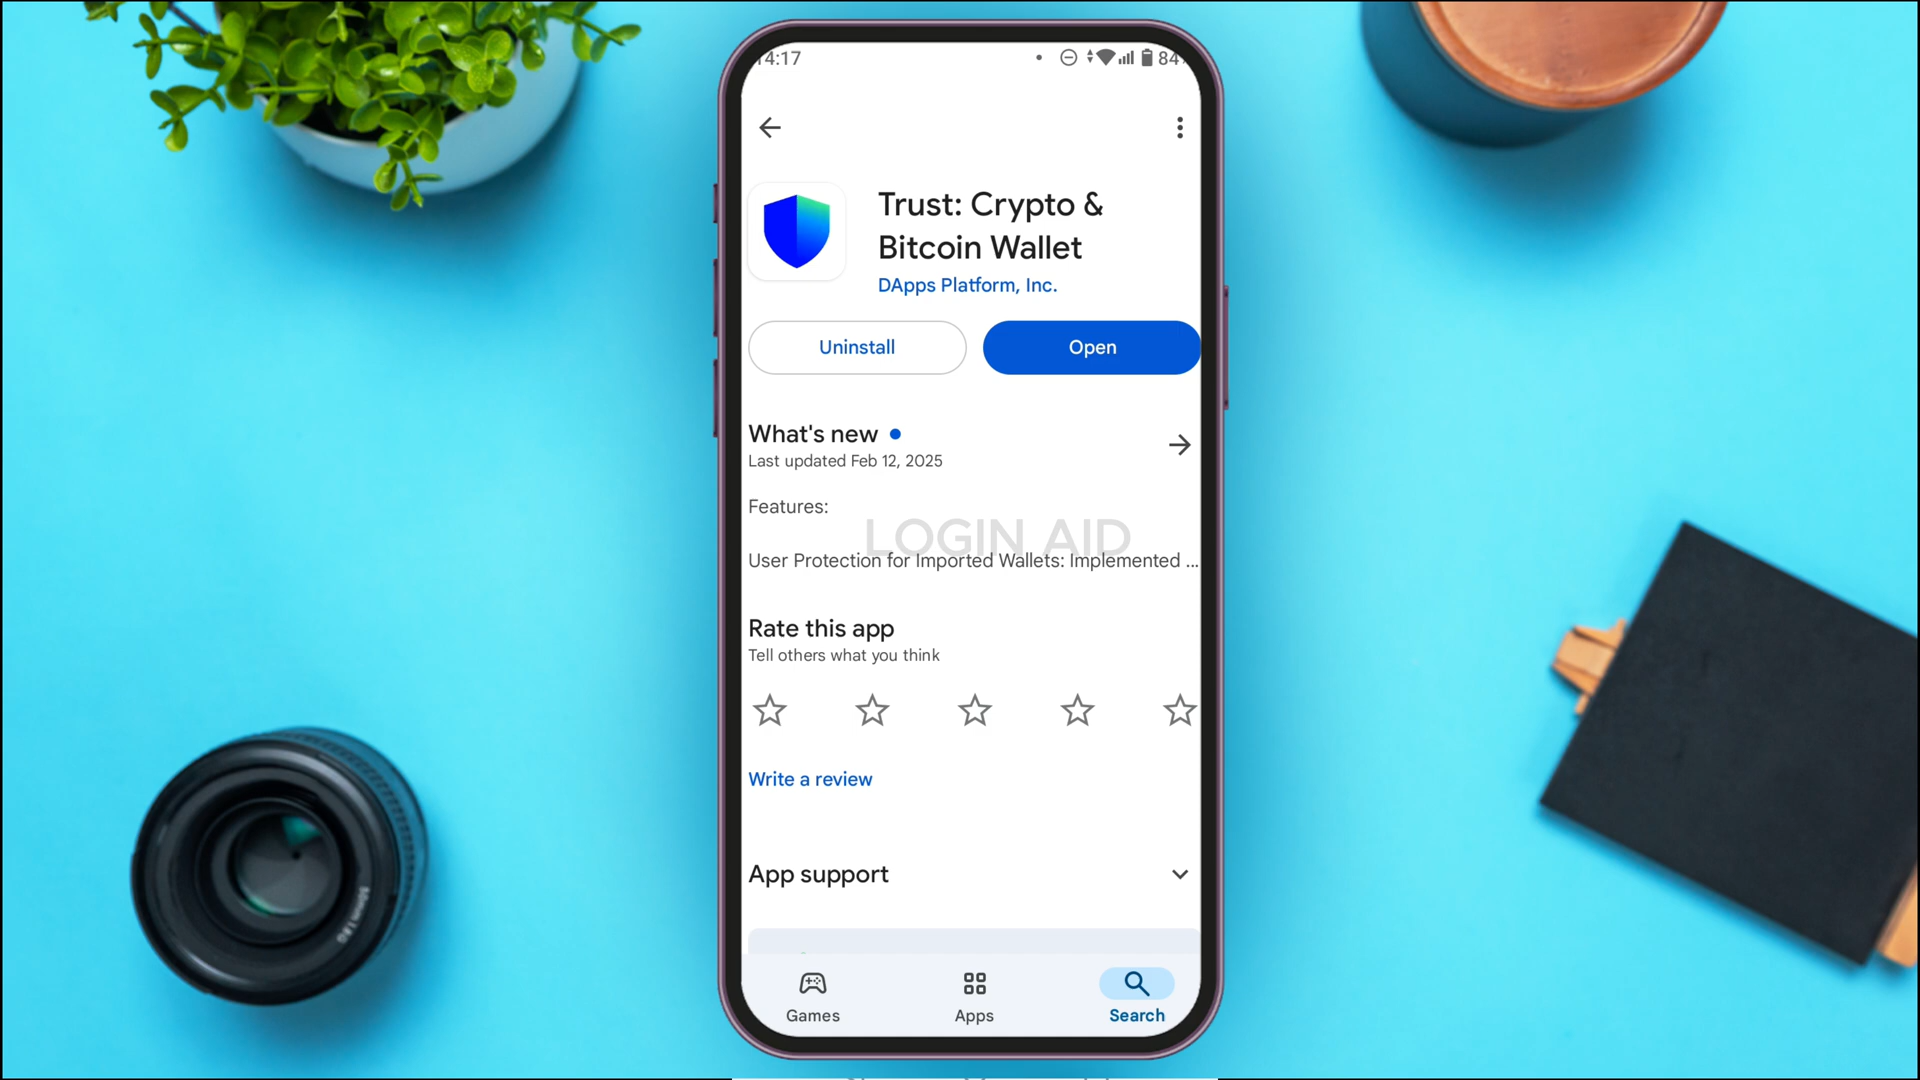 14:17
84
Trust: Crypto &
Bitcoin Wallet
DApps Platform, Inc.
Uninstall
Open
What's new
Last updated Feb 12, 2025
Features:
LOGIN AID
User Protection for Imported Wallets: Implemented ...
Rate this app
Tell others what you think
Write a review
App support
Games
Apps
Search